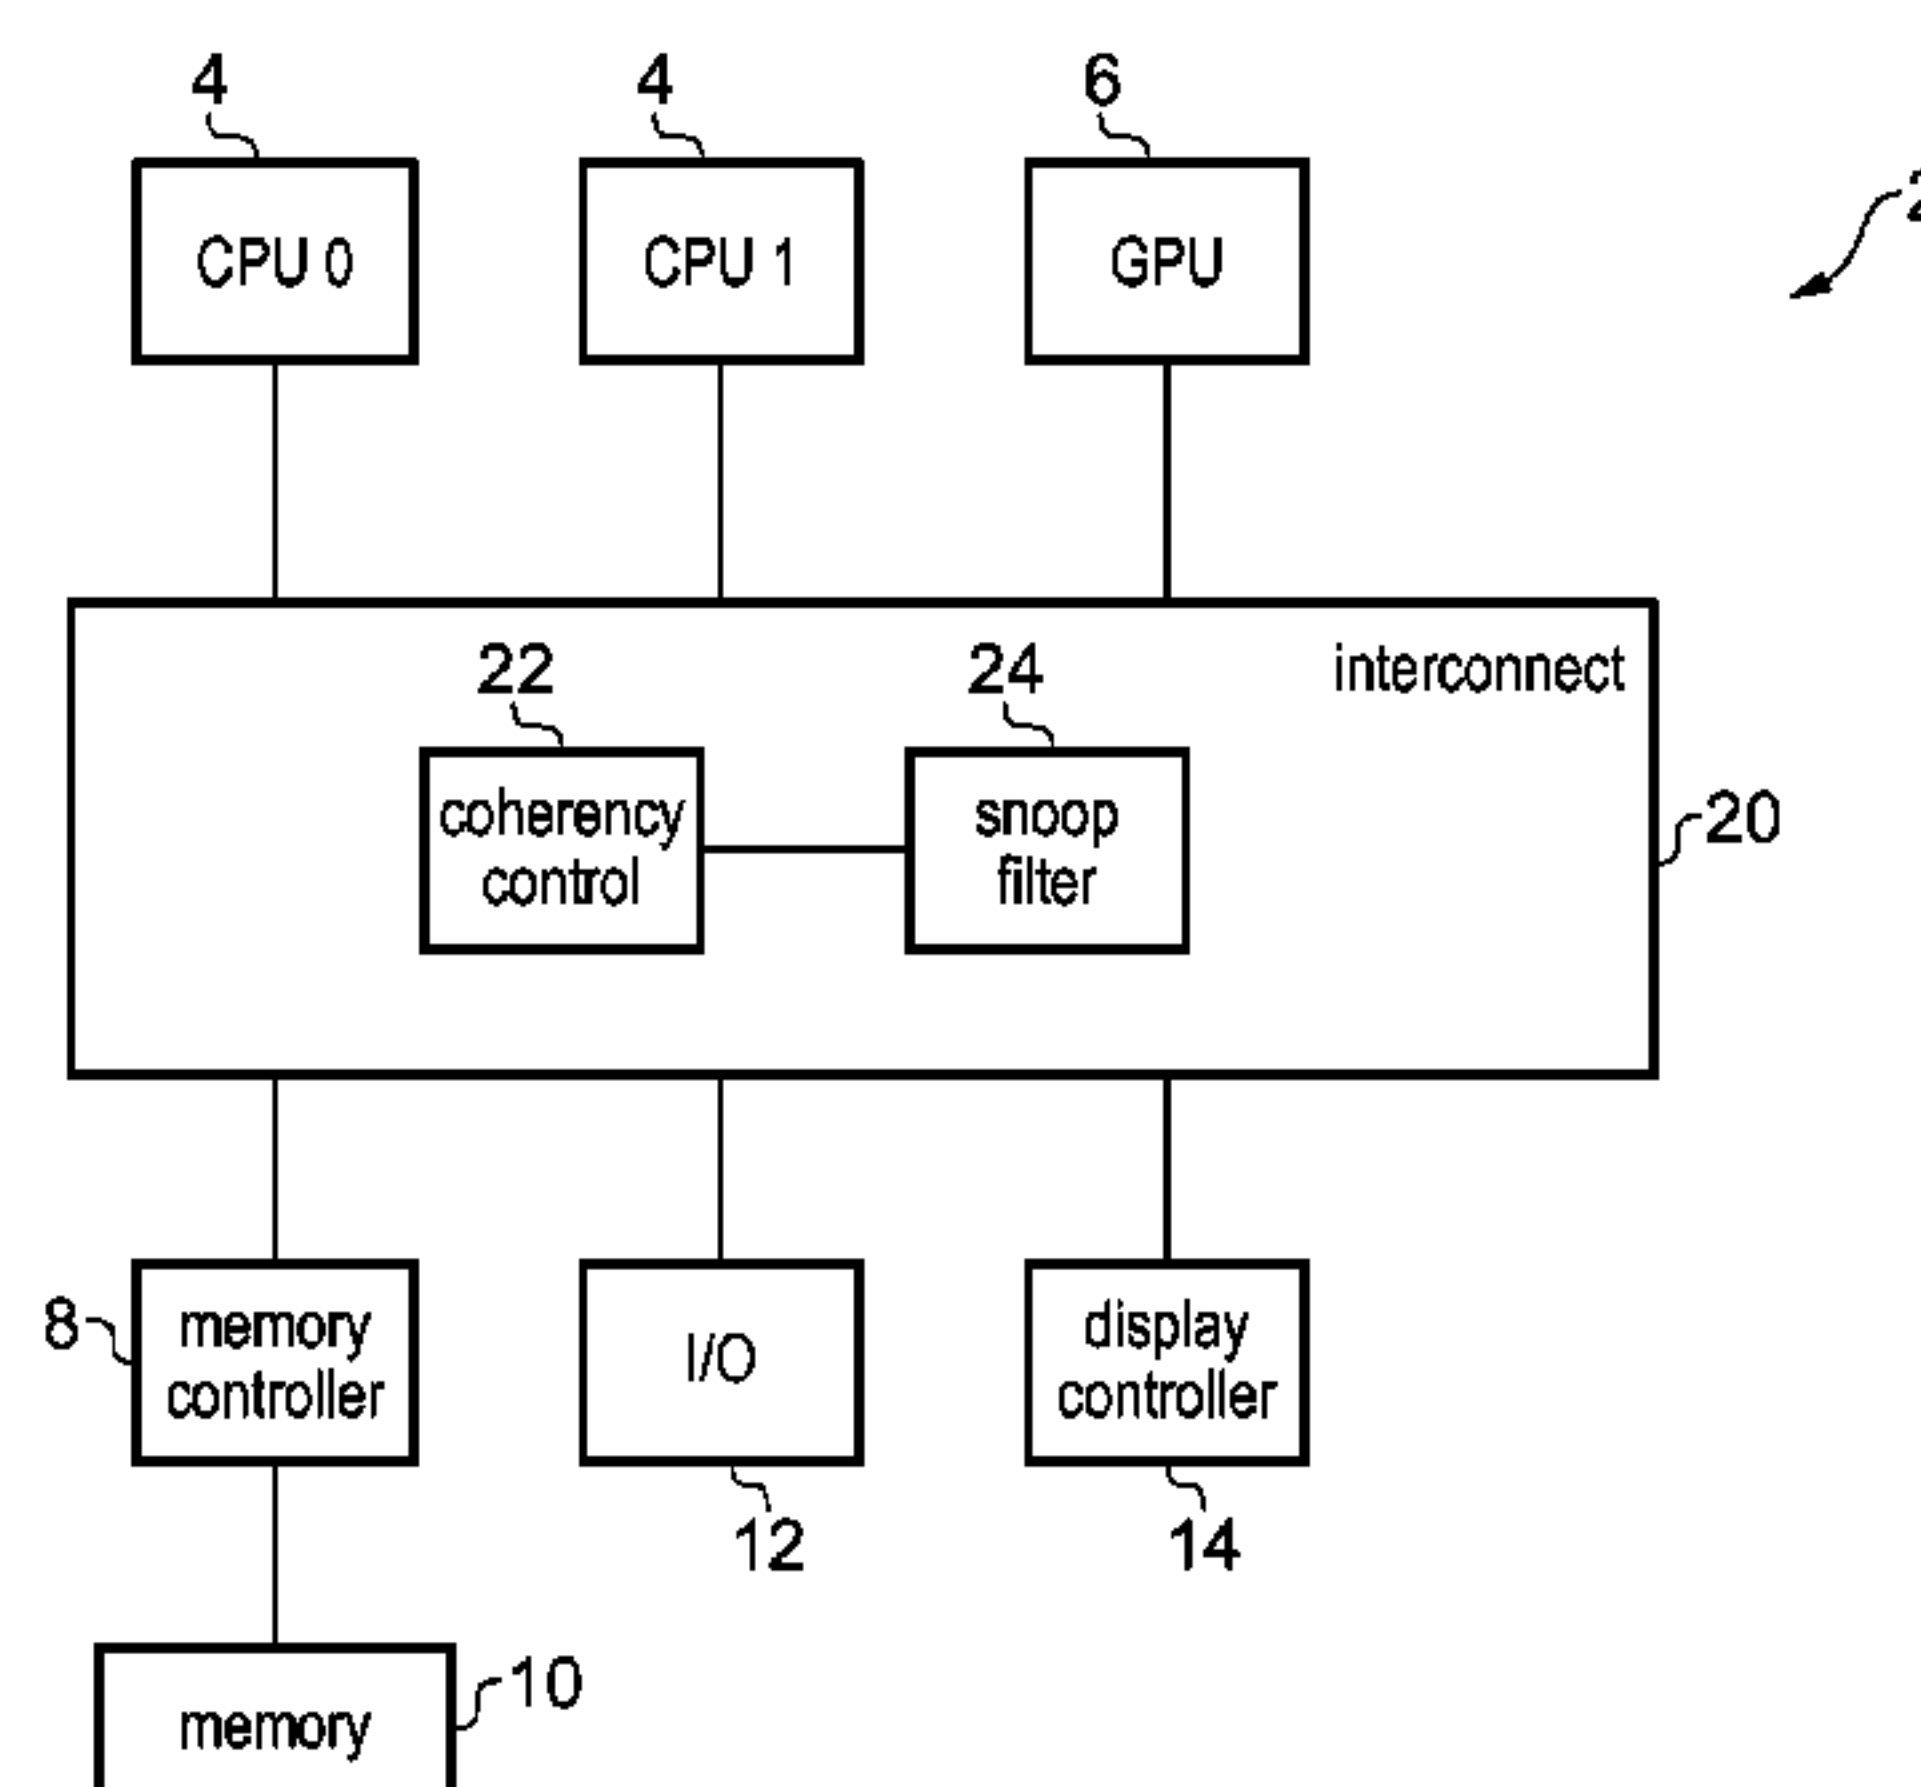 4
4
6
CPU 0
CPU 1
GPU
2
22
24
interconnect
coherency
control
snoop
filter
20
8
memory
controller
I/O
display
controller
12
14
10
memory